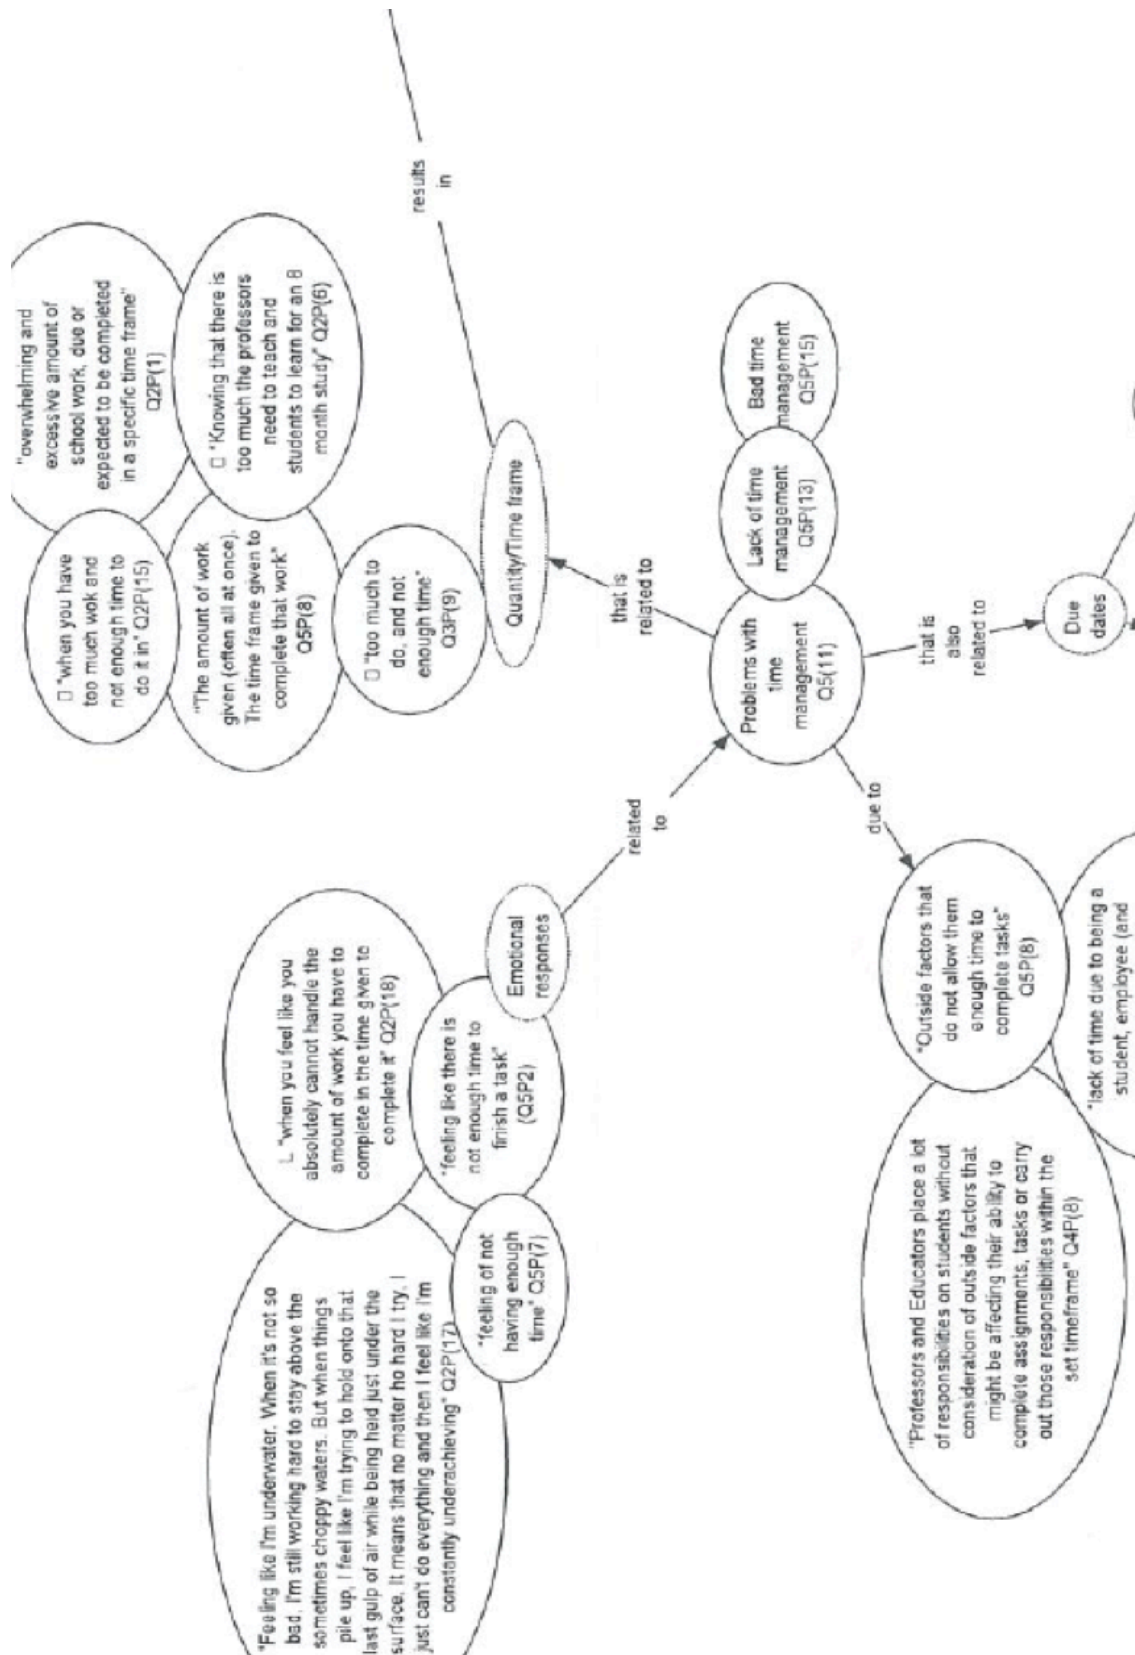 "Feeling like I'm underwater. When it's not so
bad, I'm still working hard to stay above the
sometimes choppy waters. But when things
pile up, I feel like I'm trying to hold onto that
last gulp of air while being held just under the
surface. It means that no matter ho hard I try, I
just can't do everything and then I feel like I'm
constantly underachieving" Q2P(17)
"when you feel like you
absolutely cannot handle the
amount of work you have to
complete in the time given to
complete it" Q2P(18)
"feeling of not
having enough
time" Q5P(7)
"feeling like there is
not enough time to
finish a task"
(Q5P2)
Emotional
responses
related
to
"overwhelming and
excessive amount of
school work, due or
expected to be completed
in a specific time frame"
Q2P(1)
"when you have
too much wok and
not enough time to
do it in" Q2P(15)
"Knowing that there is
too much the professors
need to teach and
students to learn for an 8
month study" Q2P(6)
"The amount of work
given (often all at once).
The time frame given to
complete that work"
Q5P(8)
"too much to
do, and not
enough time"
Q3P(9)
Quantity/Time frame
results
in
that is
related to
Problems with
time
management
Q5(11)
Lack of time
management
Q5P(13)
Bad time
management
Q5P(15)
due to
that is
also
related to
Due
dates
"Outside factors that
do not allow them
enough time to
complete tasks"
Q5P(8)
"Professors and Educators place a lot
of responsibilities on students without
consideration of outside factors that
might be affecting their ability to
complete assignments, tasks or carry
out those responsibilities within the
set timeframe" Q4P(8)
"lack of time due to being a
student, employee (and